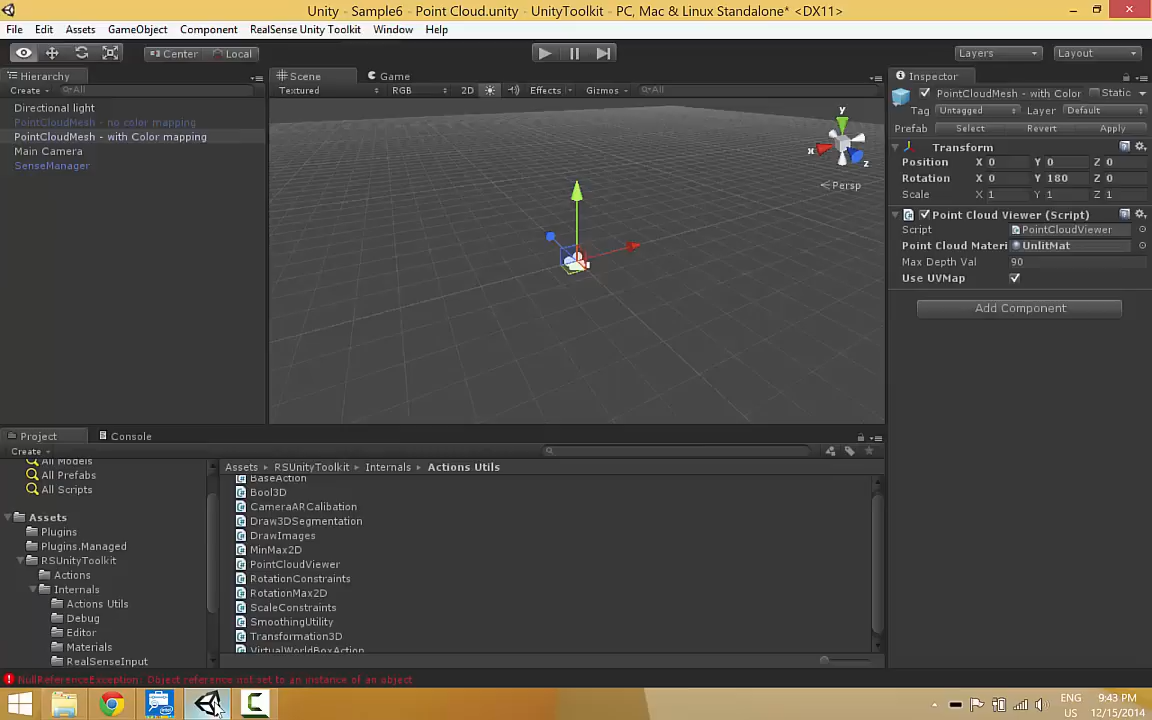 Unity - Sample6 - Point Cloud.unity - UnityToolkit - PC, Mac & Linux Standalone* <DX11>
File Edit Assets GameObject Component RealSense Unity Toolkit Window Help
Center Local Layers Layout
Hierarchy
Create All
Directional light
PointCloudMesh - no color mapping
PointCloudMesh - with Color mapping
Main Camera
SenseManager
Scene Game
Textured RGB 2D Effects Gizmos All
y
x
z
Persp
Inspector
PointCloudMesh - with Color Static
Tag Untagged Layer Default
Prefab Select Revert Apply
Transform
Position X 0 Y 0 Z 0
Rotation X 0 Y 180 Z 0
Scale X 1 Y 1 Z 1
Point Cloud Viewer (Script)
Script PointCloudViewer
Point Cloud Materi UnlitMat
Max Depth Val 90
Use UVMap
Add Component
Project Console
Create
All Models
All Prefabs
All Scripts
Assets
Plugins
Plugins.Managed
RSUnityToolkit
Actions
Internals
Actions Utils
Debug
Editor
Materials
RealSenseInput
Assets RSUnityToolkit Internals Actions Utils
BaseAction
Bool3D
CameraARCalibation
Draw3DSegmentation
DrawImages
MinMax2D
PointCloudViewer
RotationConstraints
RotationMax2D
ScaleConstraints
SmoothingUtility
Transformation3D
VirtualWorldBoxAction
NullReferenceException: Object reference not set to an instance of an object
ENG
US
9:43 PM
12/15/2014